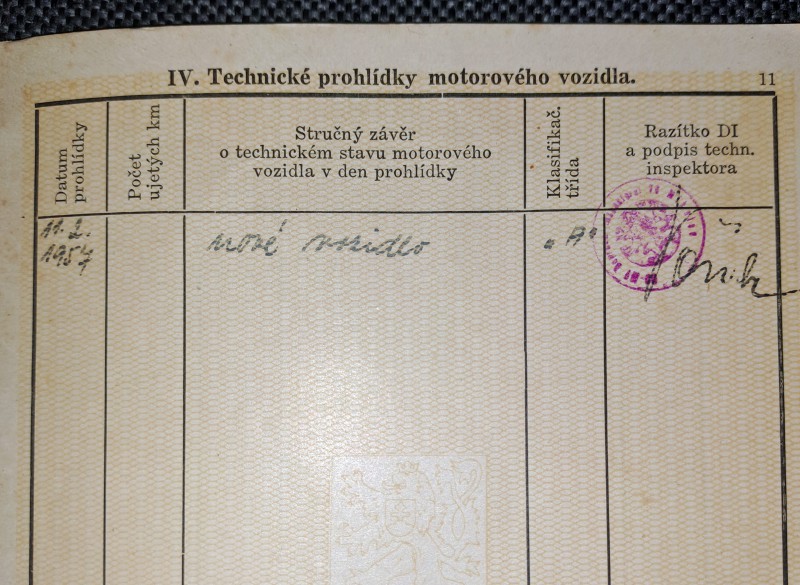 IV. Technické prohlídky motorového vozidla.
11
Datum
prohlídky
Počet
ujetých km
Stručný závěr
o technickém stavu motorového
vozidla v den prohlídky
Klasifikač.
třída
Razítko DI
a podpis techn.
inspektora
11.2.
1957
nové vozidlo
„A"